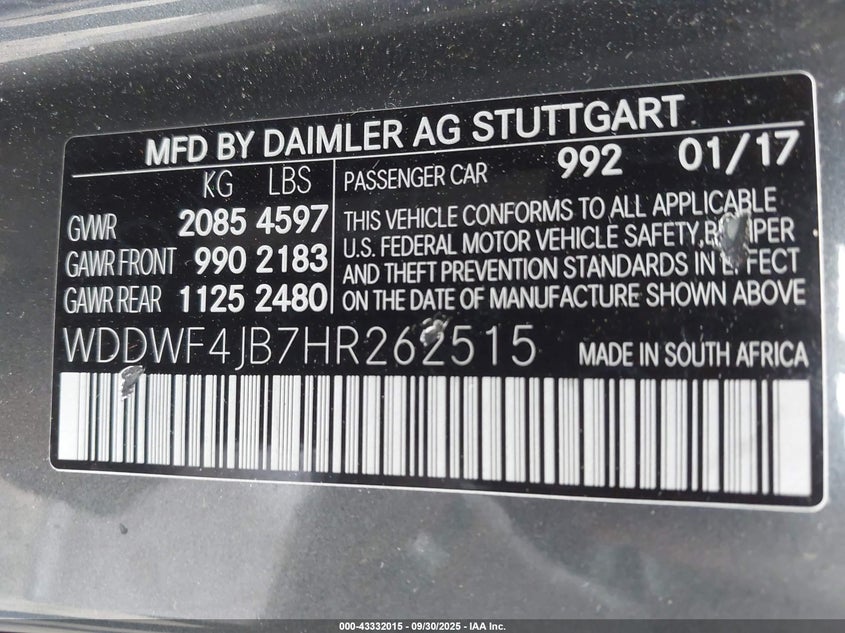 MFD BY DAIMLER AG STUTTGART
KG LBS
GVWR 2085 4597
GAWR FRONT 990 2183
GAWR REAR 1125 2480
PASSENGER CAR 992 01/17
THIS VEHICLE CONFORMS TO ALL APPLICABLE
U.S. FEDERAL MOTOR VEHICLE SAFETY, BUMPER
AND THEFT PREVENTION STANDARDS IN EFFECT
ON THE DATE OF MANUFACTURE SHOWN ABOVE
WDDWF4JB7HR262515 MADE IN SOUTH AFRICA
000-43332015 — 09/30/2025 — IAA Inc.